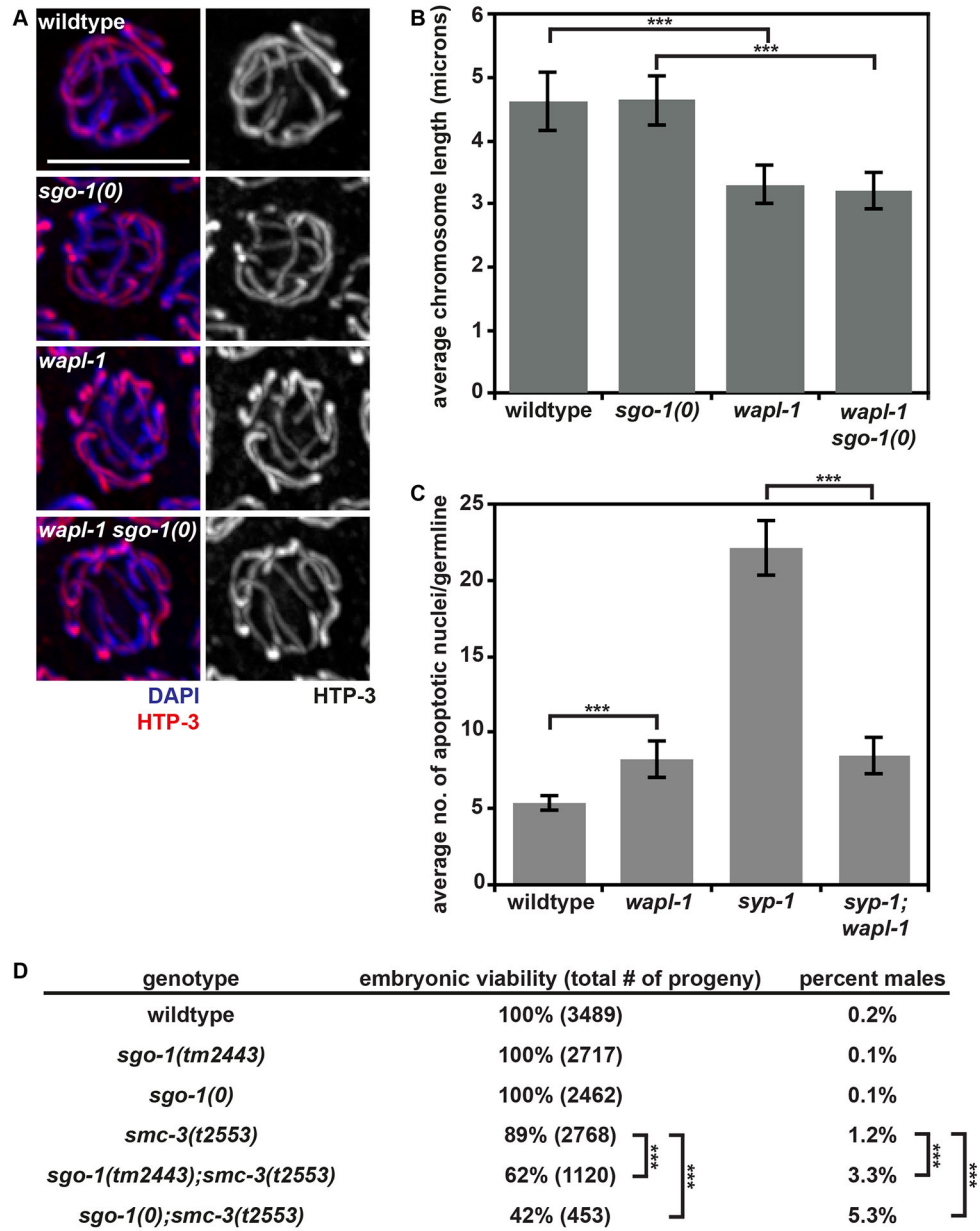 A
wildtype
sgo-1(0)
wapl-1
wapl-1 sgo-1(0)
DAPI
HTP-3
HTP-3
B
average chromosome length (microns)
6
5
4
3
2
1
0
***
***
wildtype
sgo-1(0)
wapl-1
wapl-1
sgo-1(0)
C
average no. of apoptotic nuclei/germline
25
20
15
10
5
0
***
***
wildtype
wapl-1
syp-1
syp-1;
wapl-1
D
genotype embryonic viability (total # of progeny) percent males
wildtype 100% (3489) 0.2%
sgo-1(tm2443) 100% (2717) 0.1%
sgo-1(0) 100% (2462) 0.1%
smc-3(t2553) 89% (2768) 1.2%
sgo-1(tm2443);smc-3(t2553) 62% (1120) 3.3%
sgo-1(0);smc-3(t2553) 42% (453) 5.3%
***
***
***
***